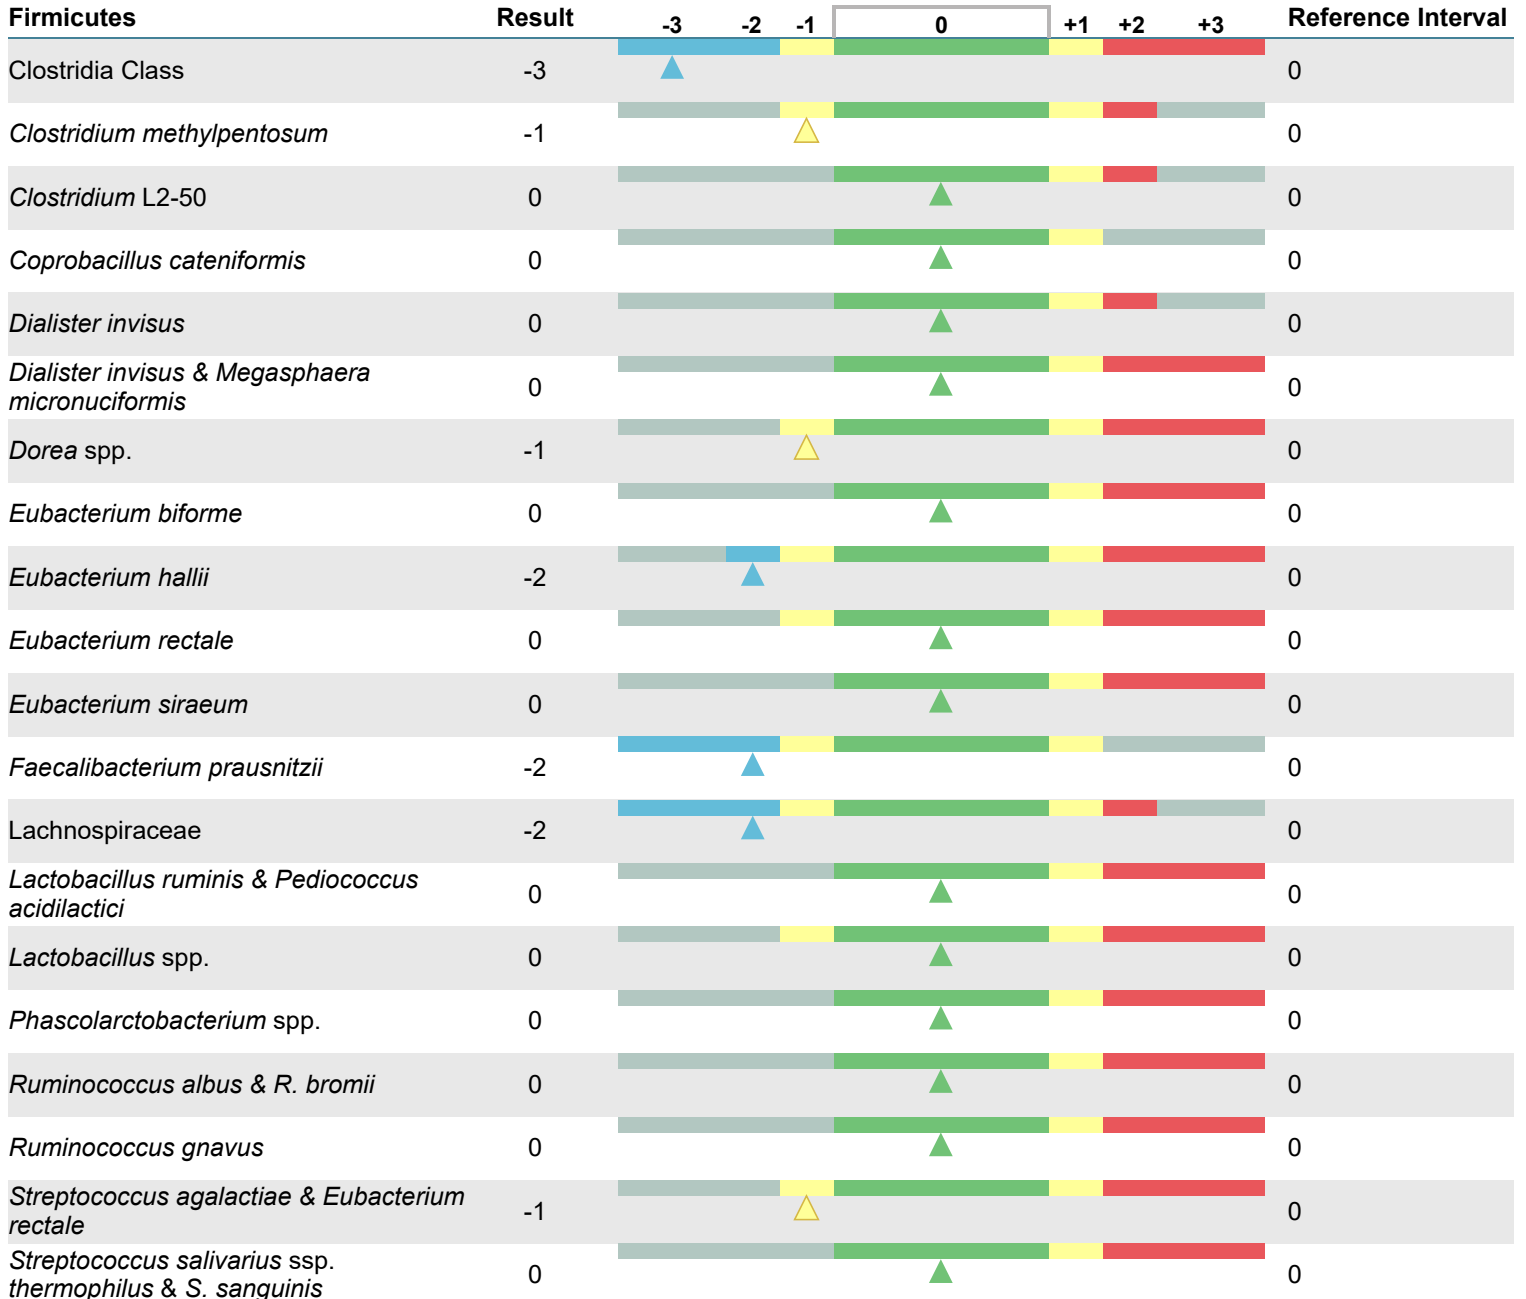 Firmicutes Result -3 -2 -1 0 +1 +2 +3 Reference Interval
Clostridia Class -3 0
Clostridium methylpentosum -1 0
Clostridium L2-50 0 0
Coprobacillus cateniformis 0 0
Dialister invisus 0 0
Dialister invisus & Megasphaera
micronuciformis 0 0
Dorea spp. -1 0
Eubacterium biforme 0 0
Eubacterium hallii -2 0
Eubacterium rectale 0 0
Eubacterium siraeum 0 0
Faecalibacterium prausnitzii -2 0
Lachnospiraceae -2 0
Lactobacillus ruminis & Pediococcus
acidilactici 0 0
Lactobacillus spp. 0 0
Phascolarctobacterium spp. 0 0
Ruminococcus albus & R. bromii 0 0
Ruminococcus gnavus 0 0
Streptococcus agalactiae & Eubacterium
rectale -1 0
Streptococcus salivarius ssp.
thermophilus & S. sanguinis 0 0